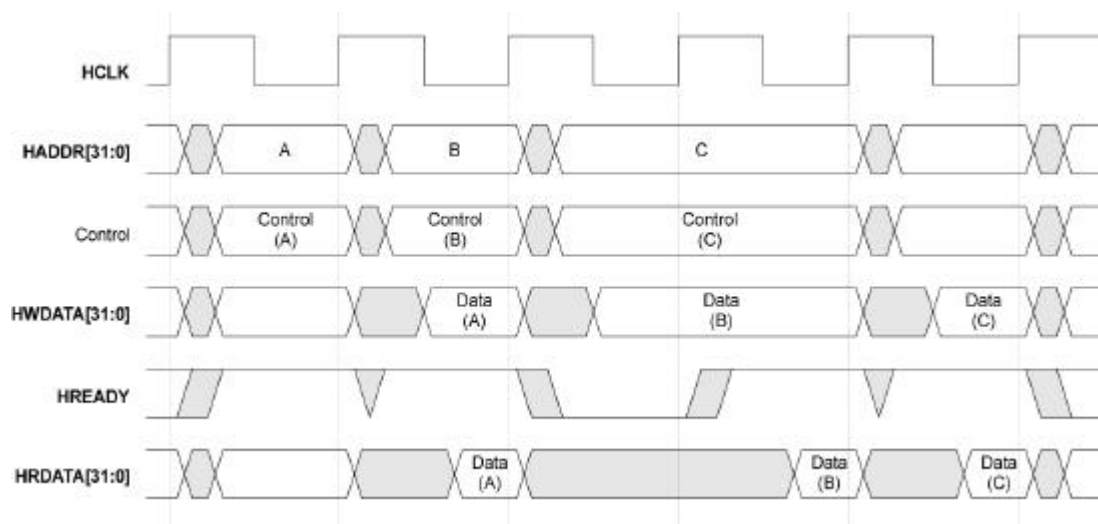 HCLK
HADDR[31:0]
A
B
C
Control
Control
(A)
Control
(B)
Control
(C)
HWDATA[31:0]
Data
(A)
Data
(B)
Data
(C)
HREADY
HRDATA[31:0]
Data
(A)
Data
(B)
Data
(C)